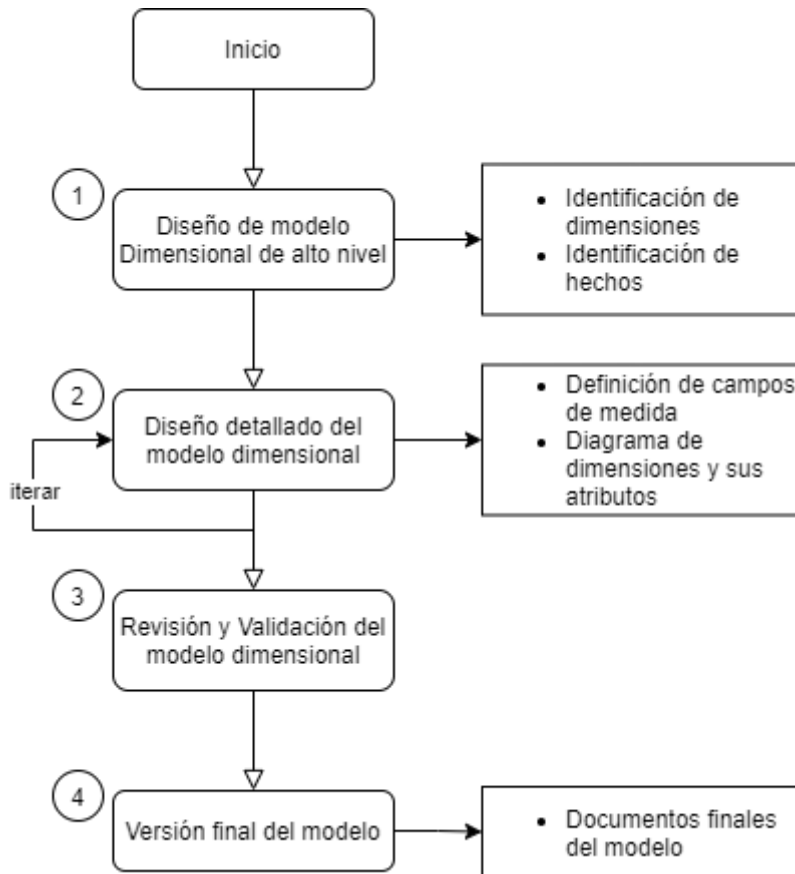 Inicio
1
Diseño de modelo
Dimensional de alto nivel
• Identificación de
dimensiones
• Identificación de
hechos
2
Diseño detallado del
modelo dimensional
• Definición de campos
de medida
• Diagrama de
dimensiones y sus
atributos
iterar
3
Revisión y Validación del
modelo dimensional
4
Versión final del modelo
• Documentos finales
del modelo